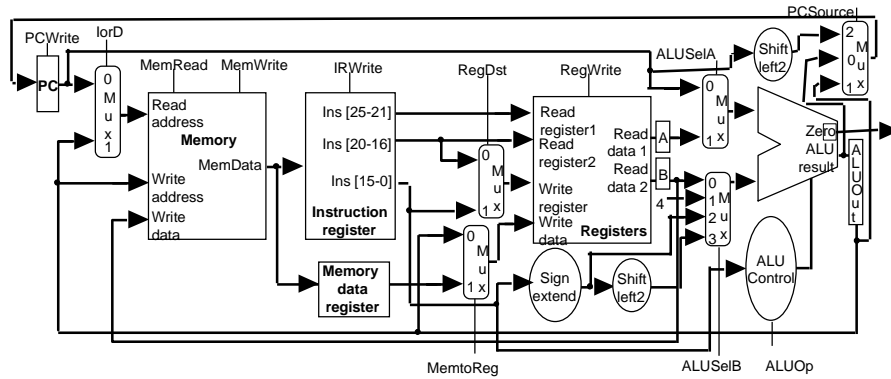 PCSource
PCWrite
IorD
ALUSelA
MemRead
MemWrite
IRWrite
RegDst
RegWrite
Shift
left2
2
M
0
u
x
1
PC
0
M
u
x
1
Ins [25-21]
Ins [20-16]
Ins [15-0]
Instruction
register
Read
address
Memory
MemData
Write
address
Write
data
0
M
u
1
x
Read
register1
Read
register2
Write
register
Write
data
Read
data 1
Read
data 2
Registers
A
B
0
M
u
1
x
Zero
ALU
result
ALUOut
4
0
1
M
2
u
3
x
0
M
u
1
x
Memory
data
register
Sign
extend
Shift
left2
ALU
Control
MemtoReg
ALUSelB
ALUOp